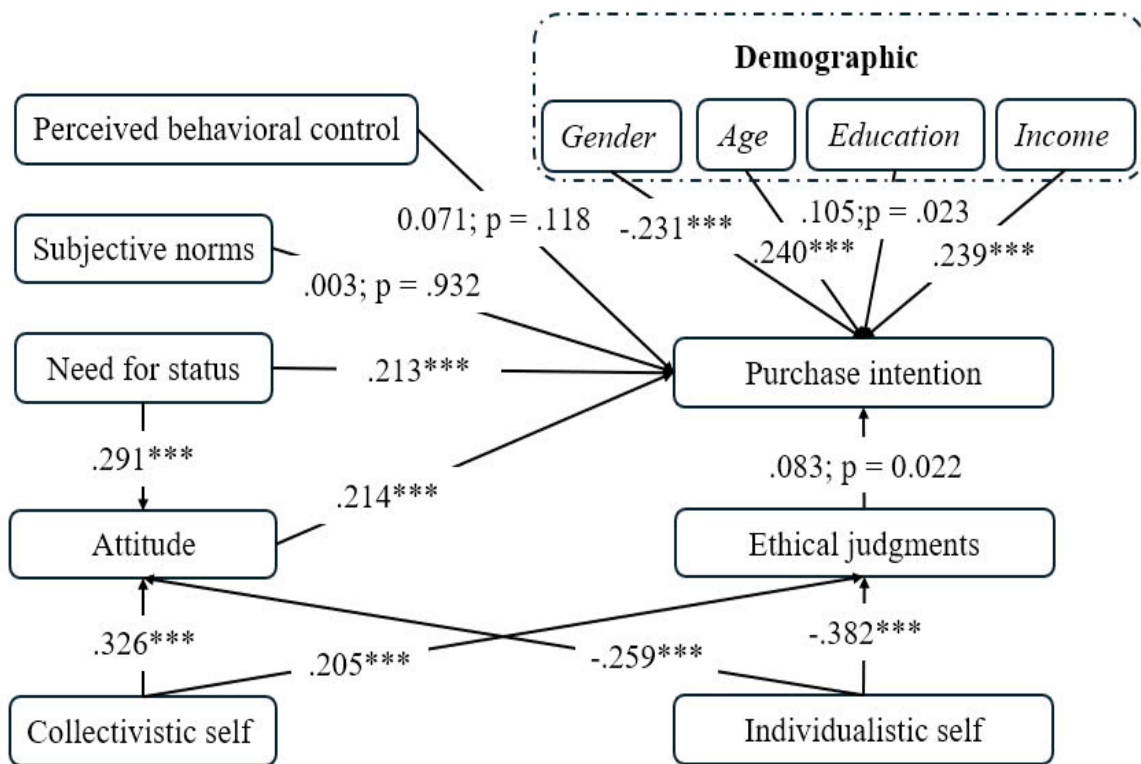 Demographic
Perceived behavioral control
Gender
Age
Education
Income
0.071; p = .118
-.231***
.105;p = .023
Subjective norms
.240***
.239***
.003; p = .932
Need for status
.213***
Purchase intention
.291***
.083; p = 0.022
.214***
Attitude
Ethical judgments
.326***
.205***
-.259***
-.382***
Collectivistic self
Individualistic self